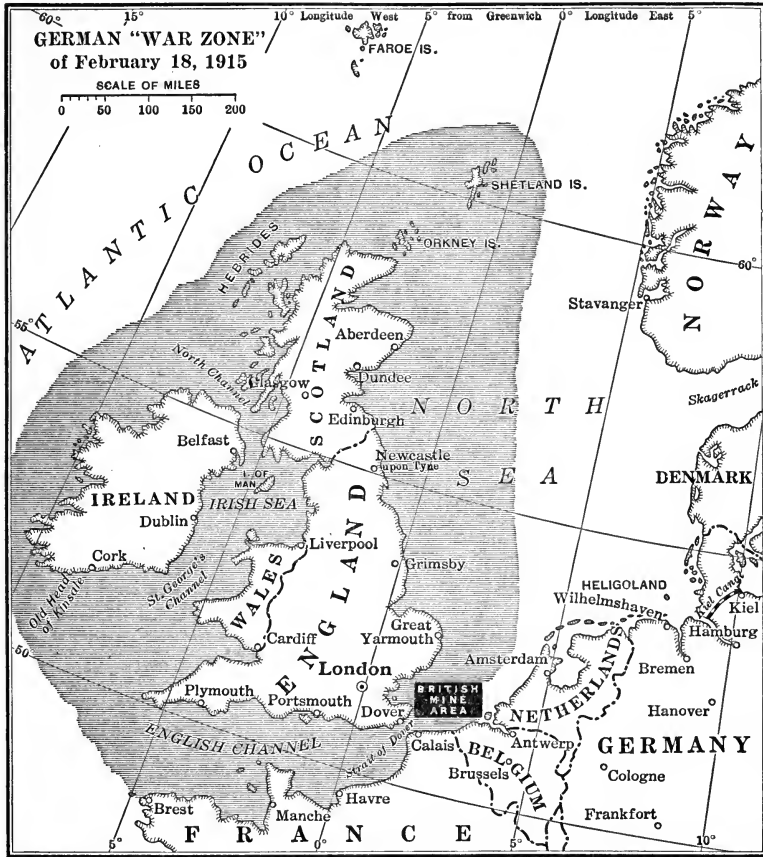 60° 10° Longitude West 5° from Greenwich 0° Longitude East 5°
GERMAN "WAR ZONE"
of February 18, 1915
SCALE OF MILES
0 50 100 150 200
FAROE IS.
ATLANTIC OCEAN
SHETLAND IS.
ORKNEY IS.
HEBRIDES
NORWAY
60°
Stavanger
55°
SCOTLAND
Aberdeen
North Channel
Glasgow
Dundee
Edinburgh
NORTH
SEA
Skagerrack
Belfast
Newcastle
upon Tyne
I. OF
MAN
IRISH SEA
IRELAND
Dublin
DENMARK
Cork
Liverpool
Old Head
of Kinsale
St. George's
Channel
WALES
ENGLAND
Grimsby
HELIGOLAND
Wilhelmshaven
Kiel Canal
Kiel
Hamburg
50
Cardiff
Great
Yarmouth
Amsterdam
NETHERLANDS
Bremen
London
Plymouth
Portsmouth
Dover
BRITISH
MINE
AREA
Hanover
ENGLISH CHANNEL
Strait of Dover
Calais
Antwerp
BELGIUM
Brussels
GERMANY
Cologne
Brest
Manche
Havre
Frankfort
FRANCE
5° 0° 5° 10°